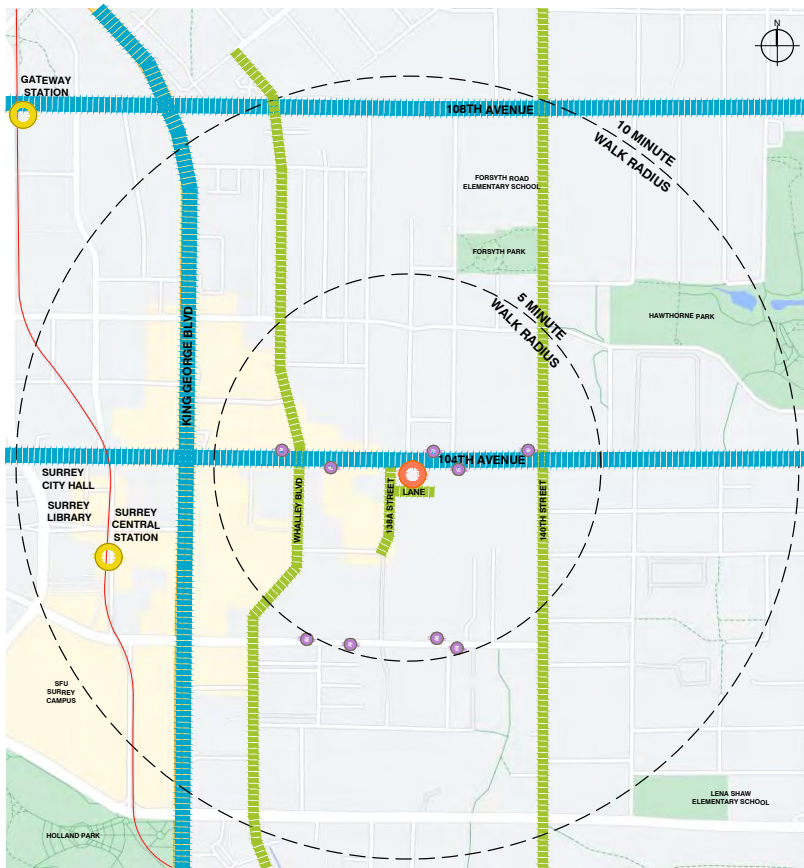 N
GATEWAY
STATION
108TH AVENUE
10 MINUTE
WALK RADIUS
FORSYTH ROAD
ELEMENTARY SCHOOL
FORSYTH PARK
5 MINUTE
WALK RADIUS
HAWTHORNE PARK
KING GEORGE BLVD
104TH AVENUE
SURREY
CITY HALL
SURREY
LIBRARY
SURREY
CENTRAL
STATION
WHALLEY BLVD
138A STREET
LANE
140TH STREET
SFU
SURREY
CAMPUS
LENA SHAW
ELEMENTARY SCHOOL
HOLLAND PARK